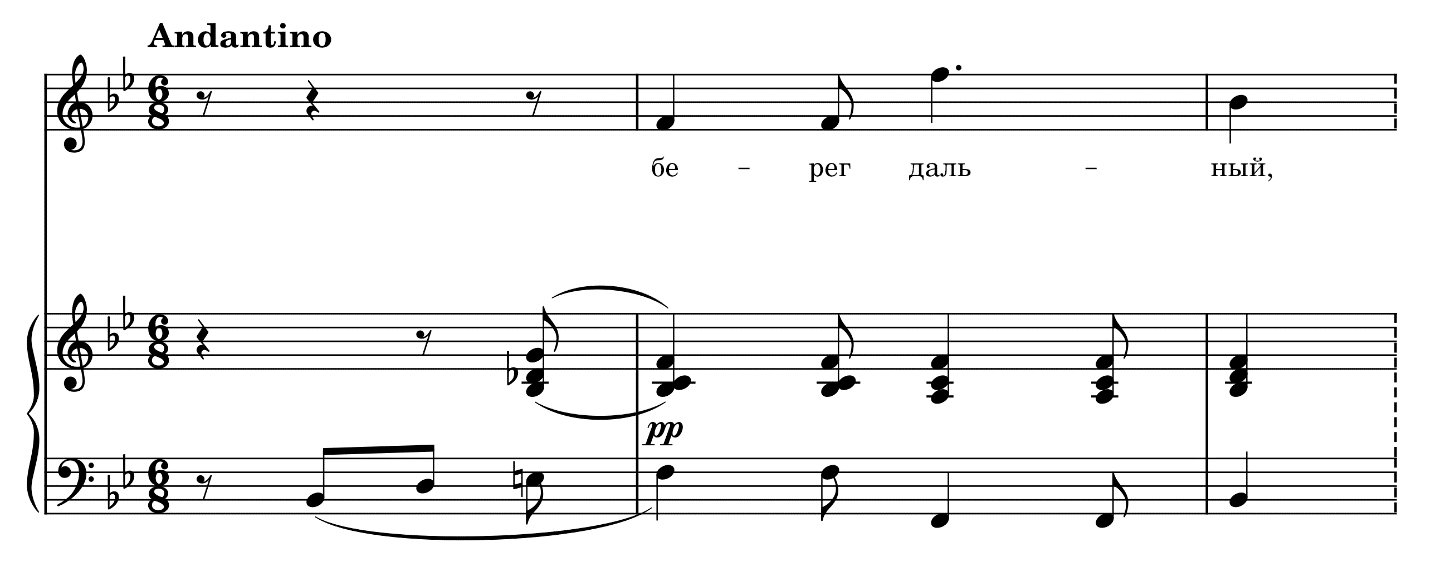 Andantino
бе – рег даль – ный,
pp